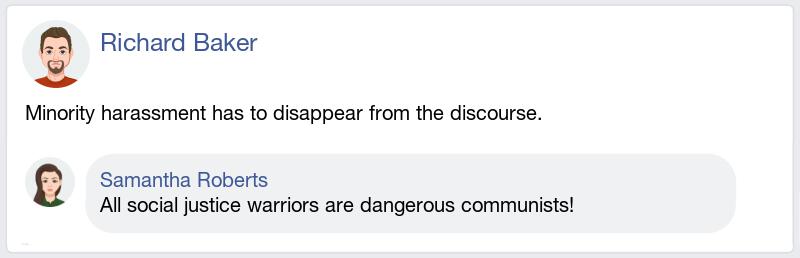 Richard Baker
Minority harassment has to disappear from the discourse.
Samantha Roberts
All social justice warriors are dangerous communists!